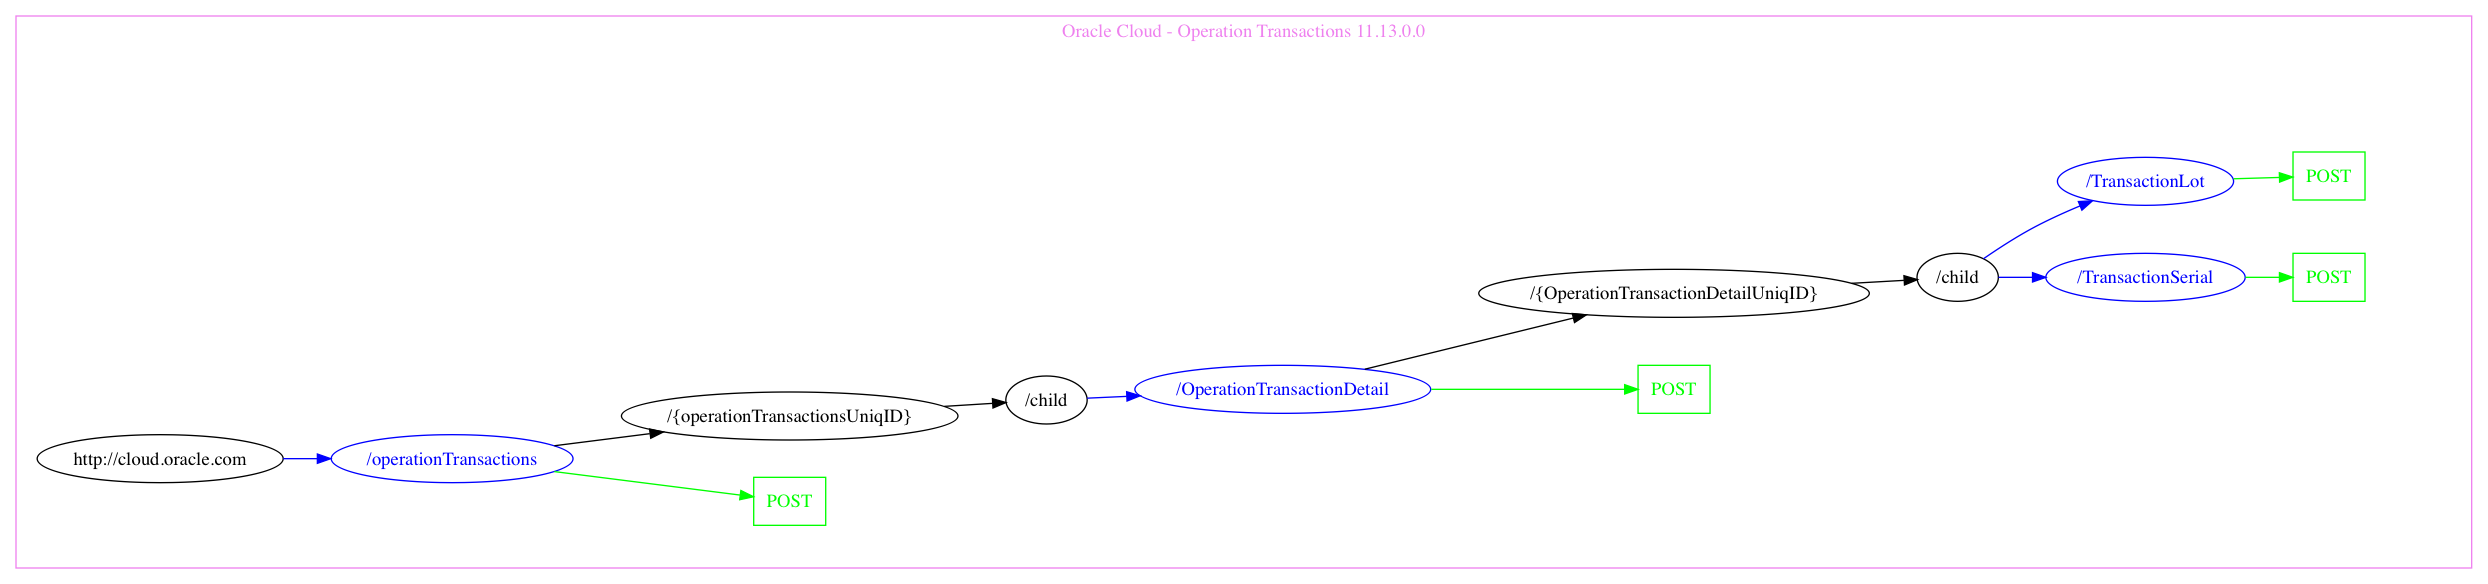 Oracle Cloud - Operation Transactions 11.13.0.0
http://cloud.oracle.com
/operationTransactions
POST
/{operationTransactionsUniqID}
/child
/OperationTransactionDetail
POST
/{OperationTransactionDetailUniqID}
/child
/TransactionLot
POST
/TransactionSerial
POST